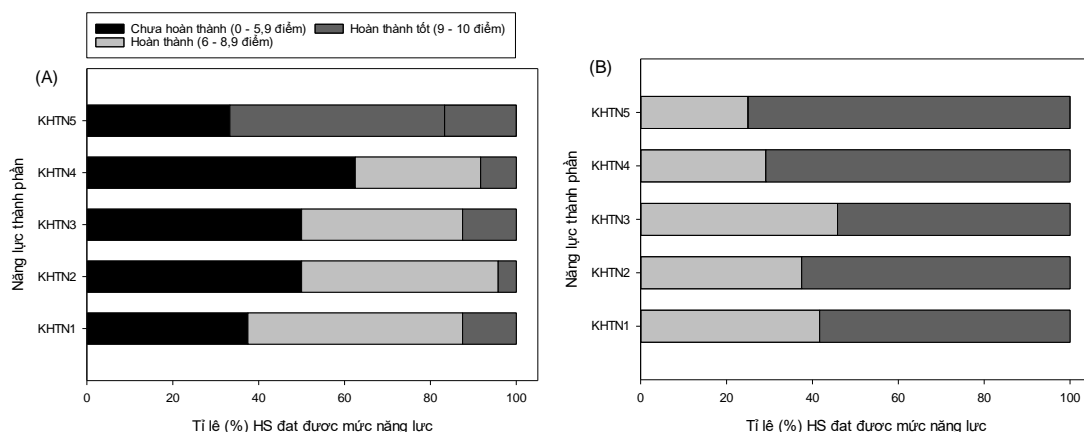 Chưa hoàn thành (0 - 5,9 điểm)
Hoàn thành tốt (9 - 10 điểm)
Hoàn thành (6 - 8,9 điểm)
(A)
Năng lực thành phần
KHTN5
KHTN4
KHTN3
KHTN2
KHTN1
0 20 40 60 80 100
Tỉ lệ (%) HS đạt được mức năng lực
(B)
Năng lực thành phần
KHTN5
KHTN4
KHTN3
KHTN2
KHTN1
0 20 40 60 80 100
Tỉ lệ (%) HS đạt được mức năng lực